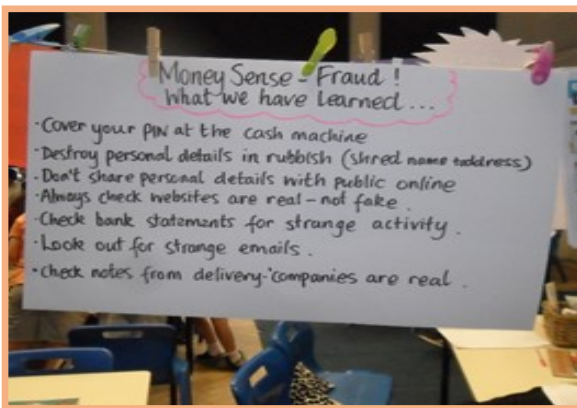 Money Sense - Fraud !
What we have learned ...
· Cover your PIN at the cash machine
· Destroy personal details in rubbish (shred name + address)
· Don't share personal details with public online
· Always check websites are real - not fake .
· Check bank statements for strange activity .
· Look out for strange emails .
· Check notes from delivery companies are real .